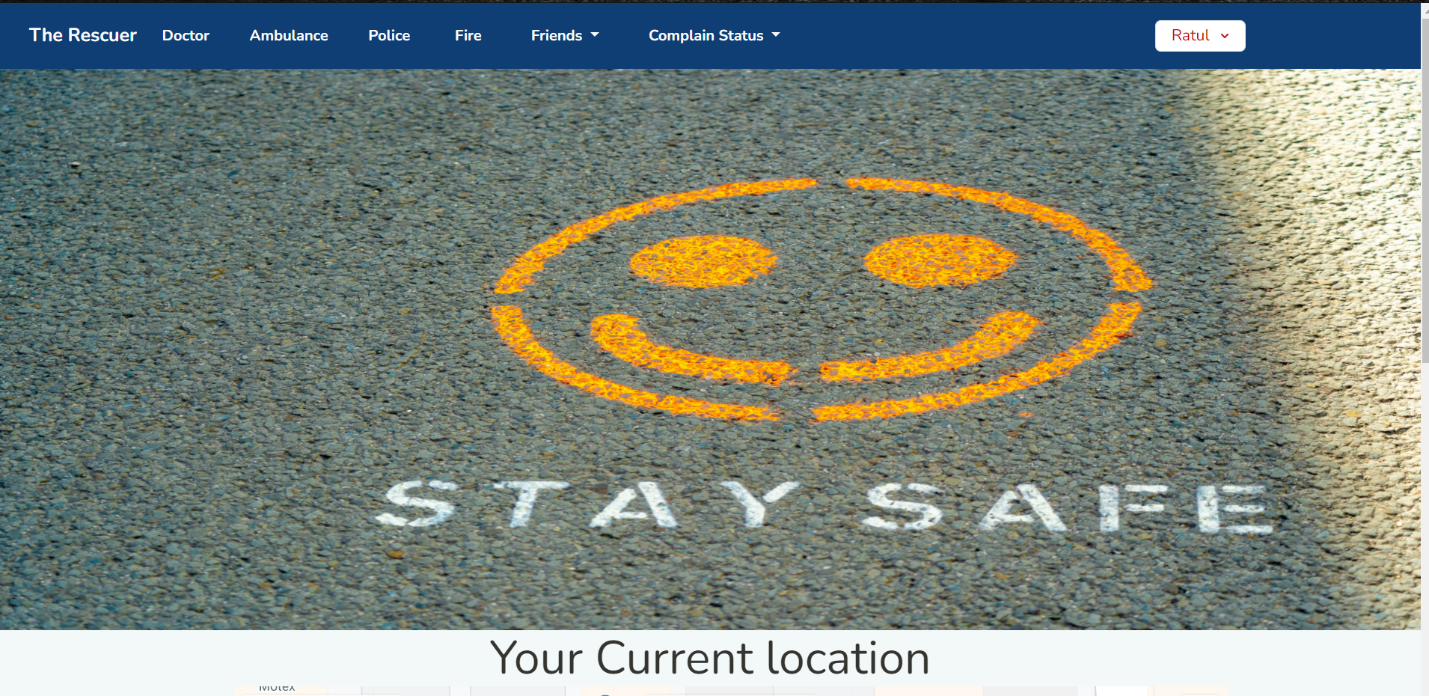 The Rescuer Doctor Ambulance Police Fire Friends Complain Status Ratul
STAY SAFE
Your Current location
Motex